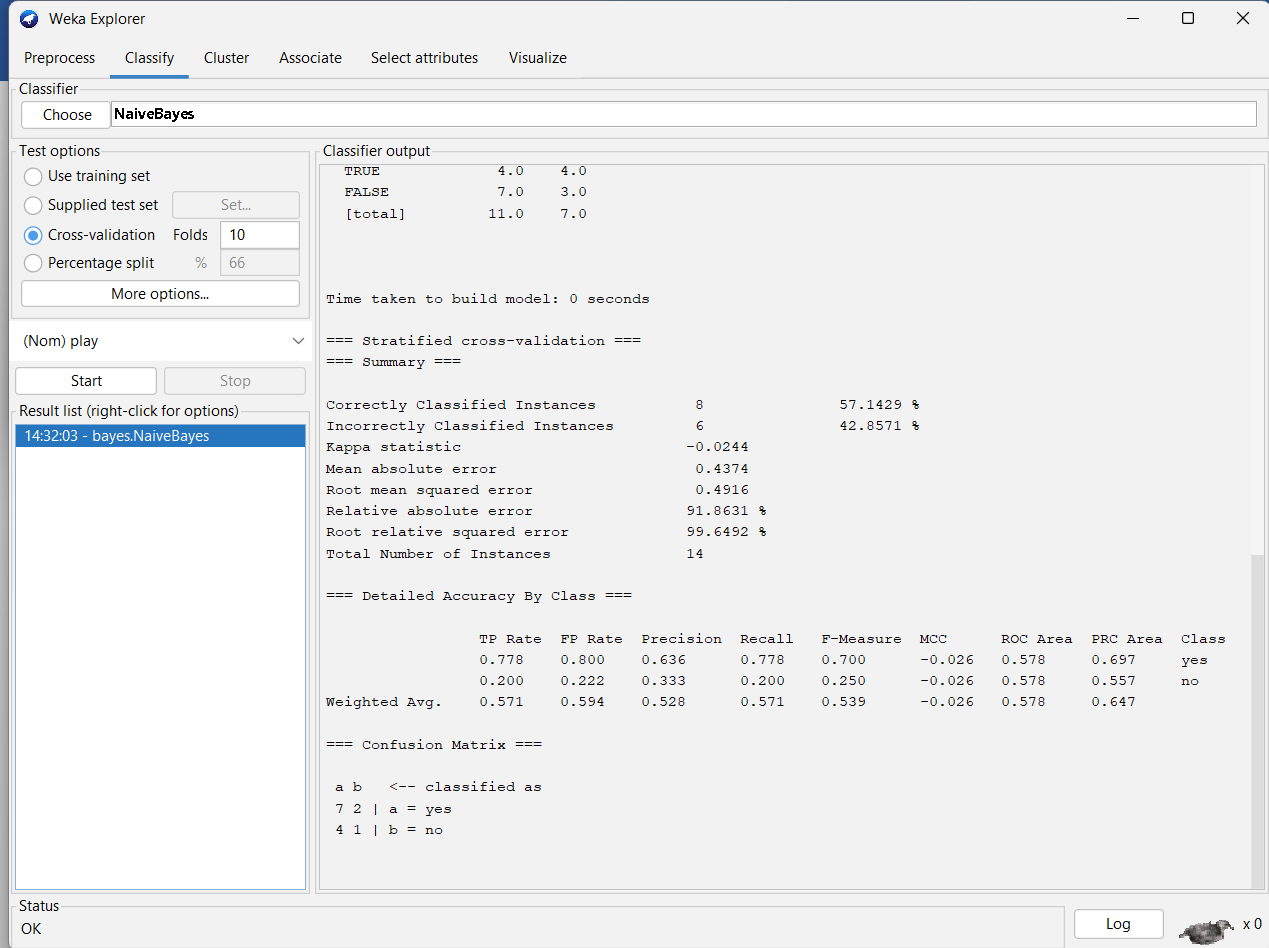 Weka Explorer
Preprocess Classify Cluster Associate Select attributes Visualize
Classifier
Choose NaiveBayes
Test options
Use training set
Supplied test set Set...
Cross-validation Folds 10
Percentage split % 66
More options...
(Nom) play
Start Stop
Result list (right-click for options)
14:32:03 - bayes.NaiveBayes
Classifier output
TRUE 4.0 4.0
FALSE 7.0 3.0
[total] 11.0 7.0
Time taken to build model: 0 seconds
=== Stratified cross-validation ===
=== Summary ===
Correctly Classified Instances 8 57.1429 %
Incorrectly Classified Instances 6 42.8571 %
Kappa statistic -0.0244
Mean absolute error 0.4374
Root mean squared error 0.4916
Relative absolute error 91.8631 %
Root relative squared error 99.6492 %
Total Number of Instances 14
=== Detailed Accuracy By Class ===
TP Rate FP Rate Precision Recall F-Measure MCC ROC Area PRC Area Class
0.778 0.800 0.636 0.778 0.700 -0.026 0.578 0.697 yes
0.200 0.222 0.333 0.200 0.250 -0.026 0.578 0.557 no
Weighted Avg. 0.571 0.594 0.528 0.571 0.539 -0.026 0.578 0.647
=== Confusion Matrix ===
a b <-- classified as
7 2 | a = yes
4 1 | b = no
Status
OK
Log x 0